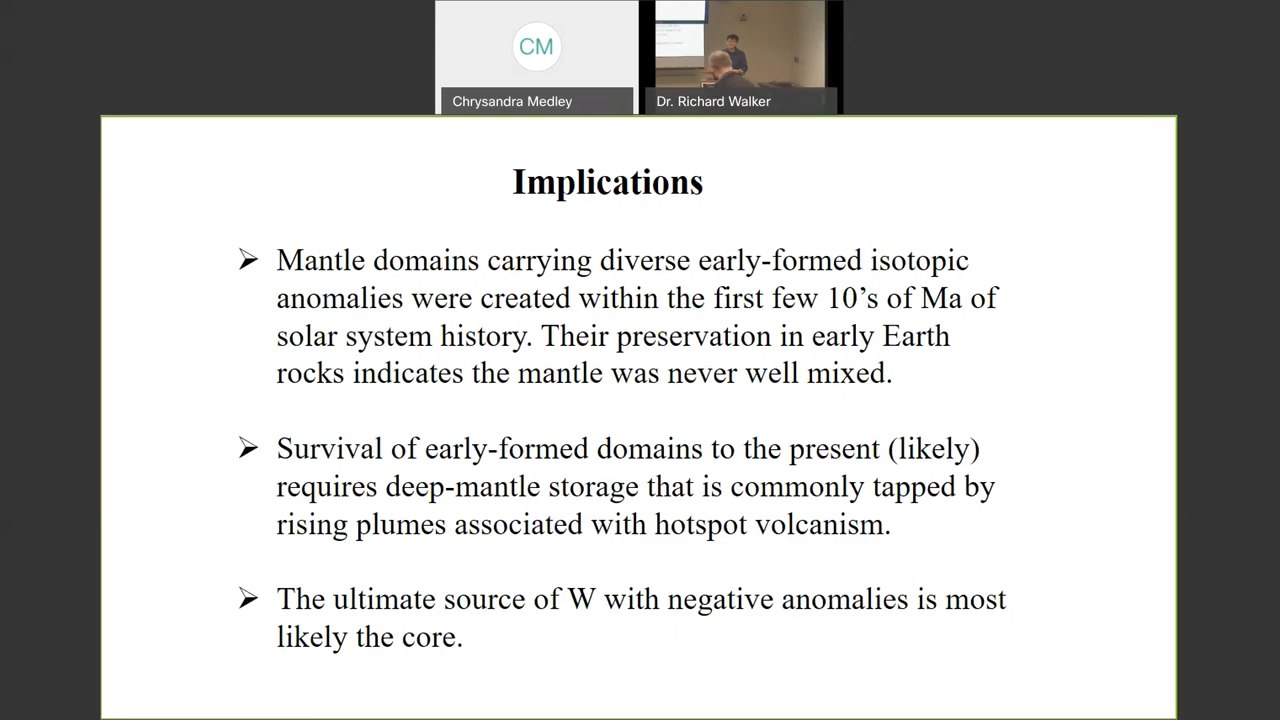 CM
Chrysandra Medley
Dr. Richard Walker
Implications
➢ Mantle domains carrying diverse early-formed isotopic
anomalies were created within the first few 10’s of Ma of
solar system history. Their preservation in early Earth
rocks indicates the mantle was never well mixed.
➢ Survival of early-formed domains to the present (likely)
requires deep-mantle storage that is commonly tapped by
rising plumes associated with hotspot volcanism.
➢ The ultimate source of W with negative anomalies is most
likely the core.